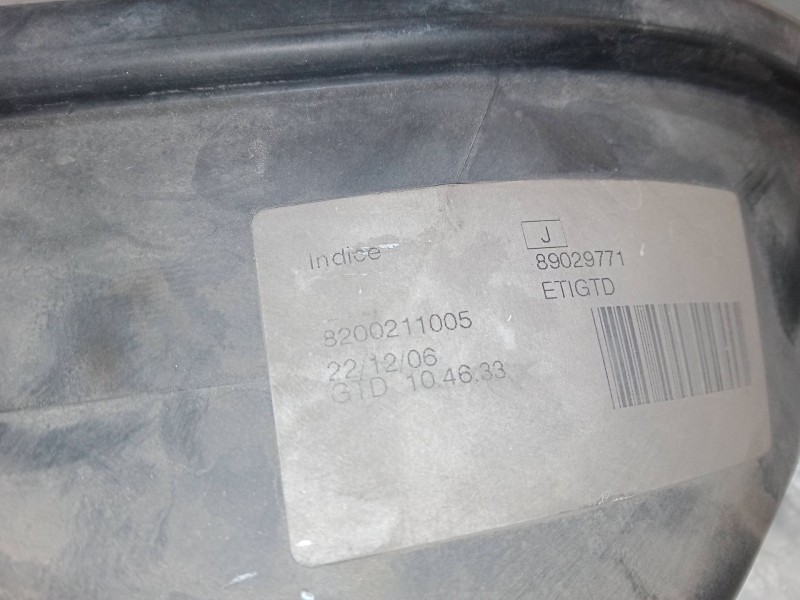 Indice J
89029771
ETIGTD
8200211005
22/12/06
GTD 10.46.33